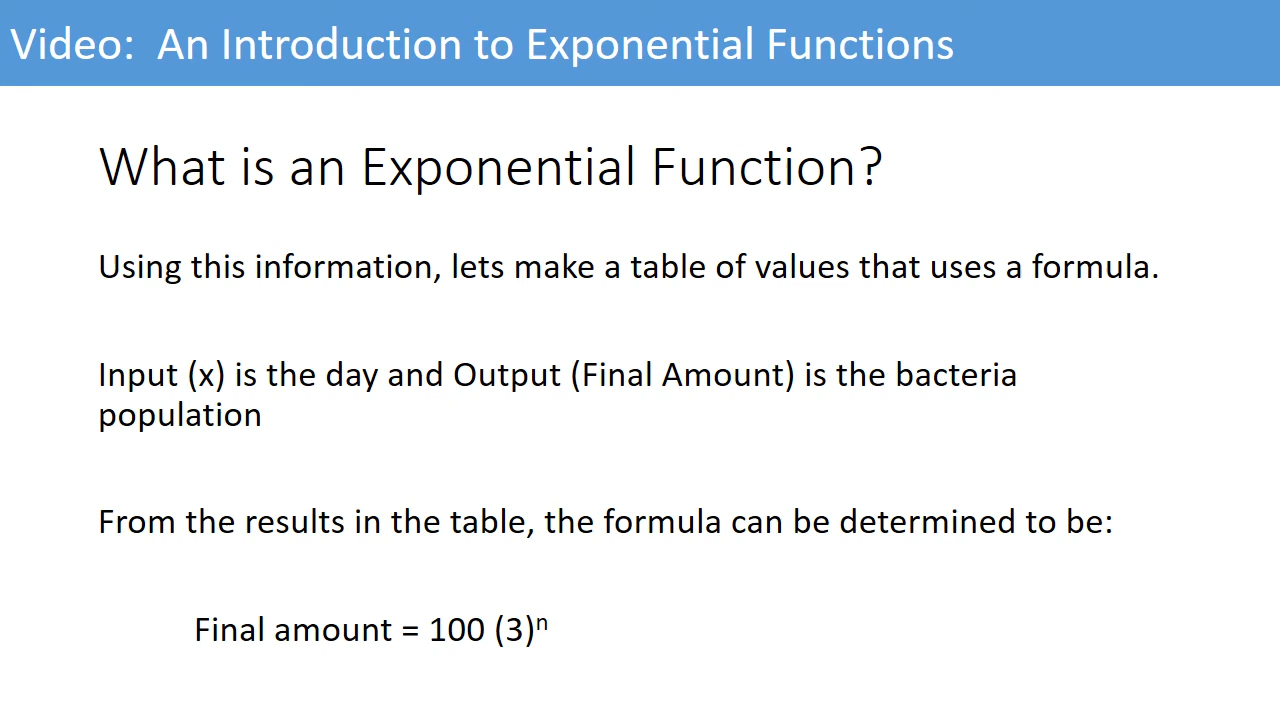 Video:  An Introduction to Exponential Functions
What is an Exponential Function?
Using this information, lets make a table of values that uses a formula.
Input (x) is the day and Output (Final Amount) is the bacteria
population
From the results in the table, the formula can be determined to be:
Final amount = 100 (3)ⁿ